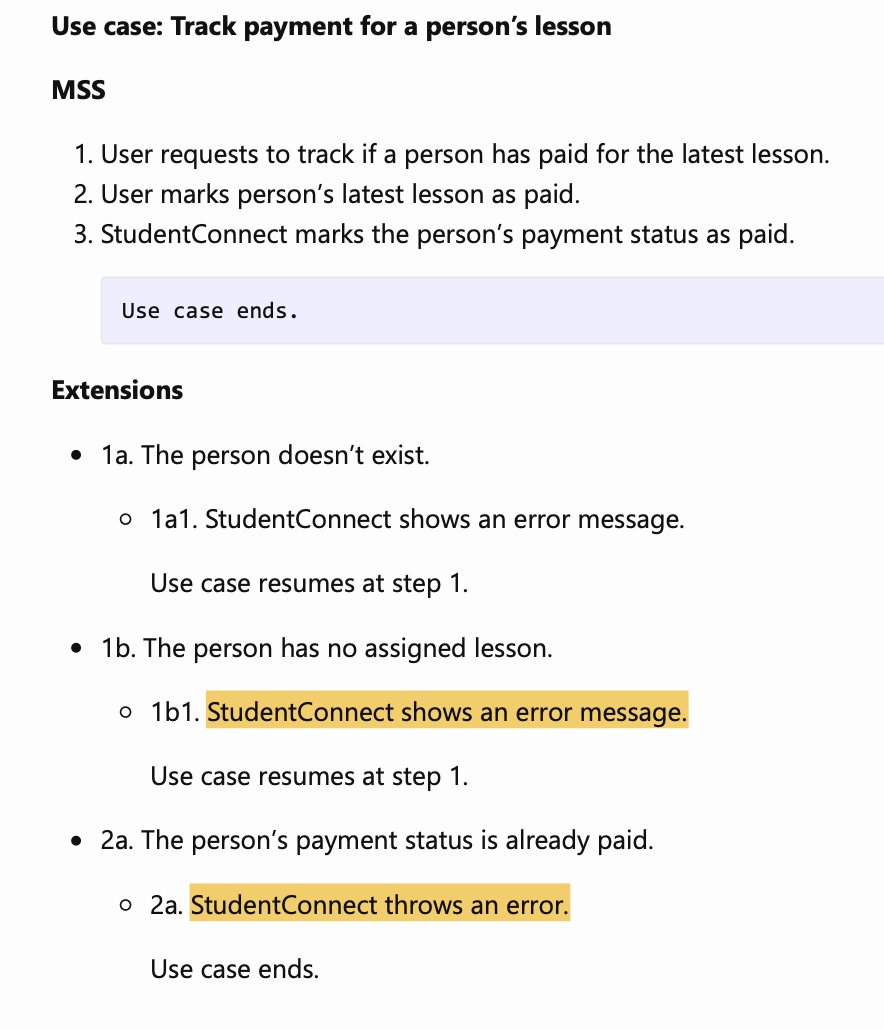 Use case: Track payment for a person’s lesson
MSS
1. User requests to track if a person has paid for the latest lesson.
2. User marks person’s latest lesson as paid.
3. StudentConnect marks the person’s payment status as paid.
Use case ends.
Extensions
• 1a. The person doesn’t exist.
○ 1a1. StudentConnect shows an error message.
Use case resumes at step 1.
• 1b. The person has no assigned lesson.
○ 1b1. StudentConnect shows an error message.
Use case resumes at step 1.
• 2a. The person’s payment status is already paid.
○ 2a. StudentConnect throws an error.
Use case ends.